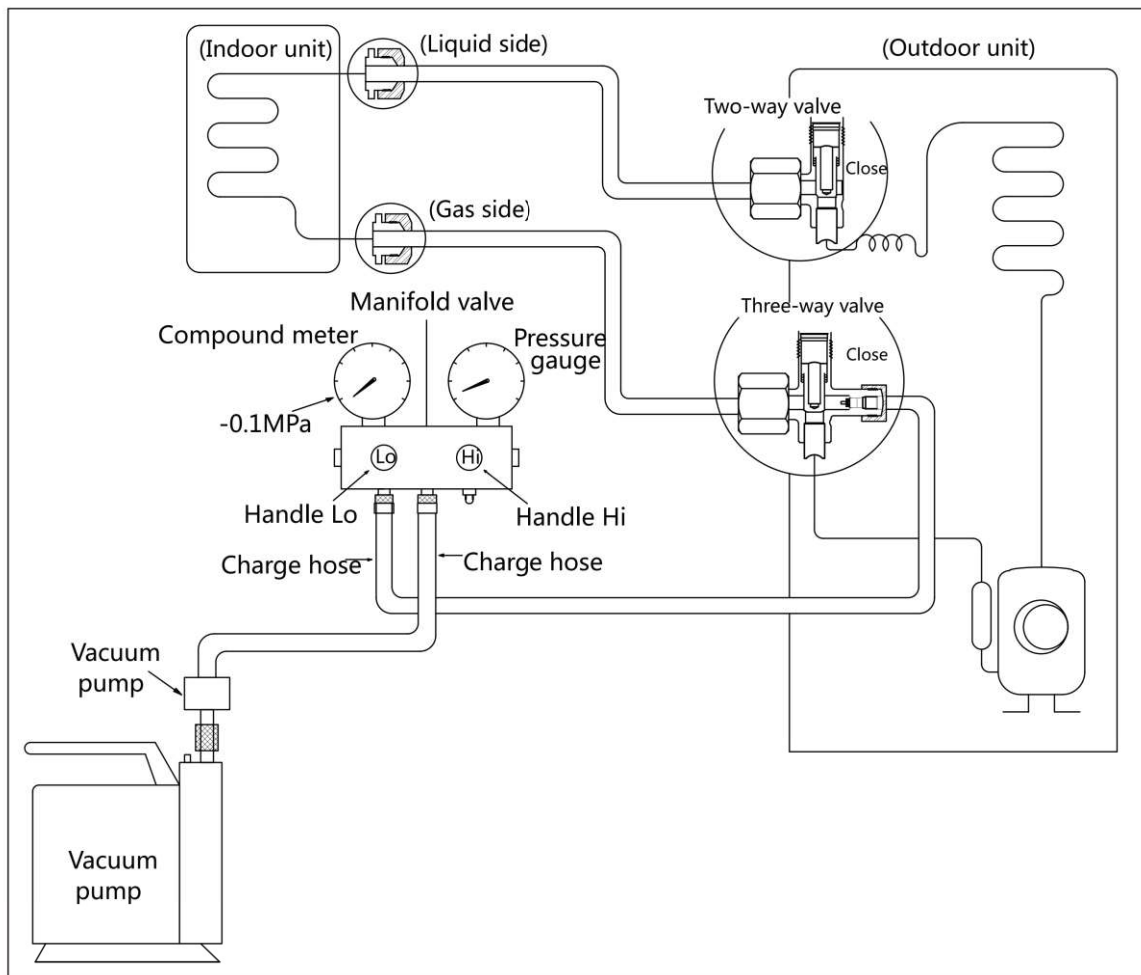 (Indoor unit)
(Liquid side)
(Outdoor unit)
Two-way valve
Close
(Gas side)
Manifold valve
Three-way valve
Compound meter
Pressure
gauge
Close
-0.1MPa
Lo
Hi
Handle Lo
Handle Hi
Charge hose
Charge hose
Vacuum
pump
Vacuum
pump